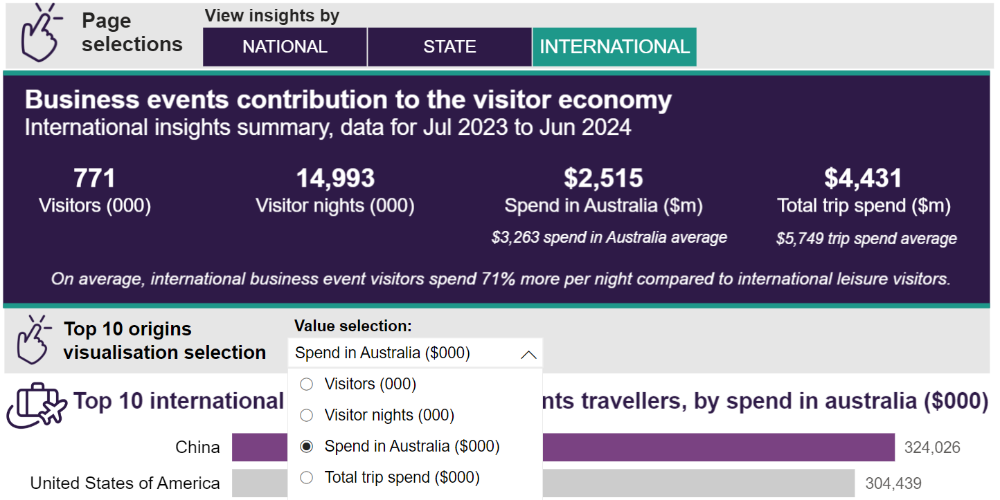 Page
selections
View insights by
NATIONAL
STATE
INTERNATIONAL
Business events contribution to the visitor economy
International insights summary, data for Jul 2023 to Jun 2024
771
Visitors (000)
14,993
Visitor nights (000)
$2,515
Spend in Australia ($m)
$3,263 spend in Australia average
$4,431
Total trip spend ($m)
$5,749 trip spend average
On average, international business event visitors spend 71% more per night compared to international leisure visitors.
Top 10 origins
visualisation selection
Value selection:
Spend in Australia ($000)
Visitors (000)
Visitor nights (000)
Spend in Australia ($000)
Total trip spend ($000)
Top 10 international nts travellers, by spend in australia ($000)
China 324,026
United States of America 304,439